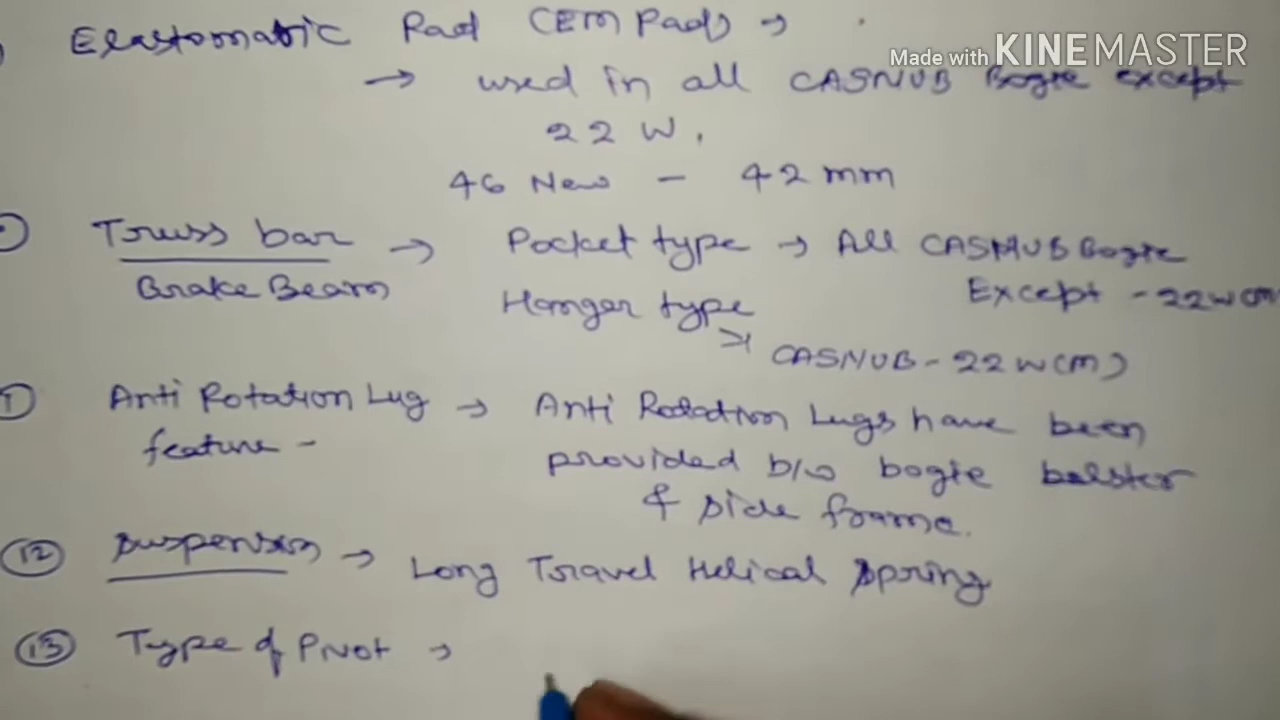 Elastomatric Pad (EM Pad) →
Made with KINEMASTER
→ used in all CASNUB Bogie except
22 W.
46 New - 42 mm
Truss bar → Pocket type → All CASNUB Bogie
Brake Beam Hanger type Except - 22W(M)
→ CASNUB - 22 W(M)
Anti Rotation Lug → Anti Rotation Lugs have been
feature - provided b/w bogie bolster
& side frame.
12 Suspension → Long Travel Helical Spring
13 Type of Pivot →